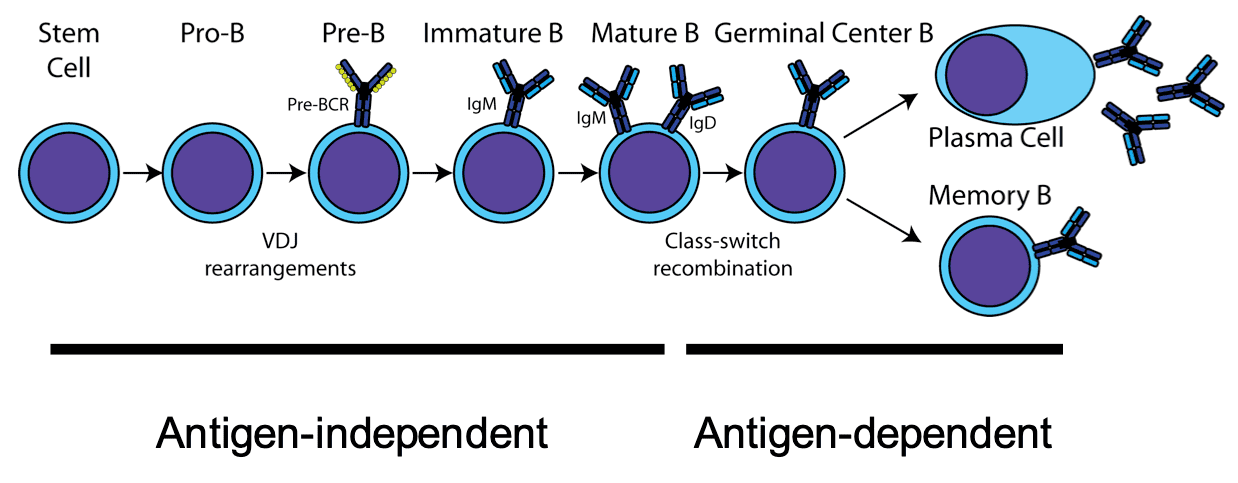 Stem
Cell
Pro-B
Pre-B
Immature B
Mature B
Germinal Center B
Pre-BCR
IgM
IgM
IgD
Plasma Cell
Memory B
VDJ
rearrangements
Class-switch
recombination
Antigen-independent
Antigen-dependent